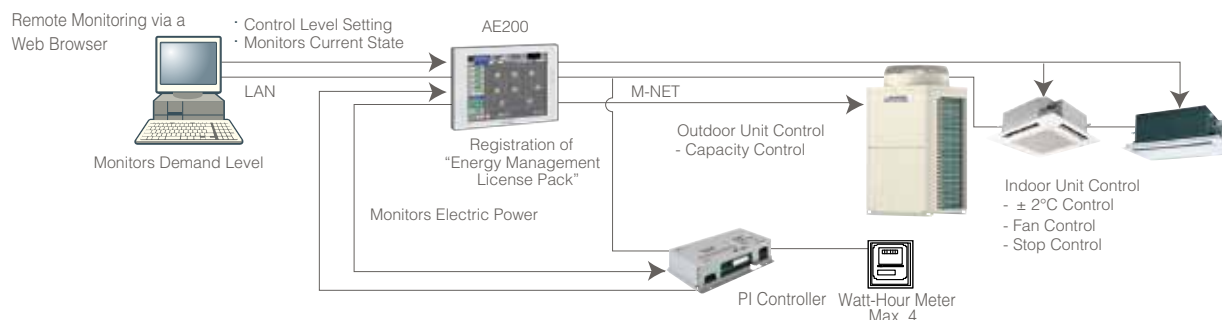 Remote Monitoring via a
Web Browser
· Control Level Setting
· Monitors Current State
AE200
LAN
M-NET
Monitors Demand Level
Registration of
“Energy Management
License Pack”
Outdoor Unit Control
- Capacity Control
Indoor Unit Control
- ± 2°C Control
- Fan Control
- Stop Control
Monitors Electric Power
PI Controller
Watt-Hour Meter
Max. 4